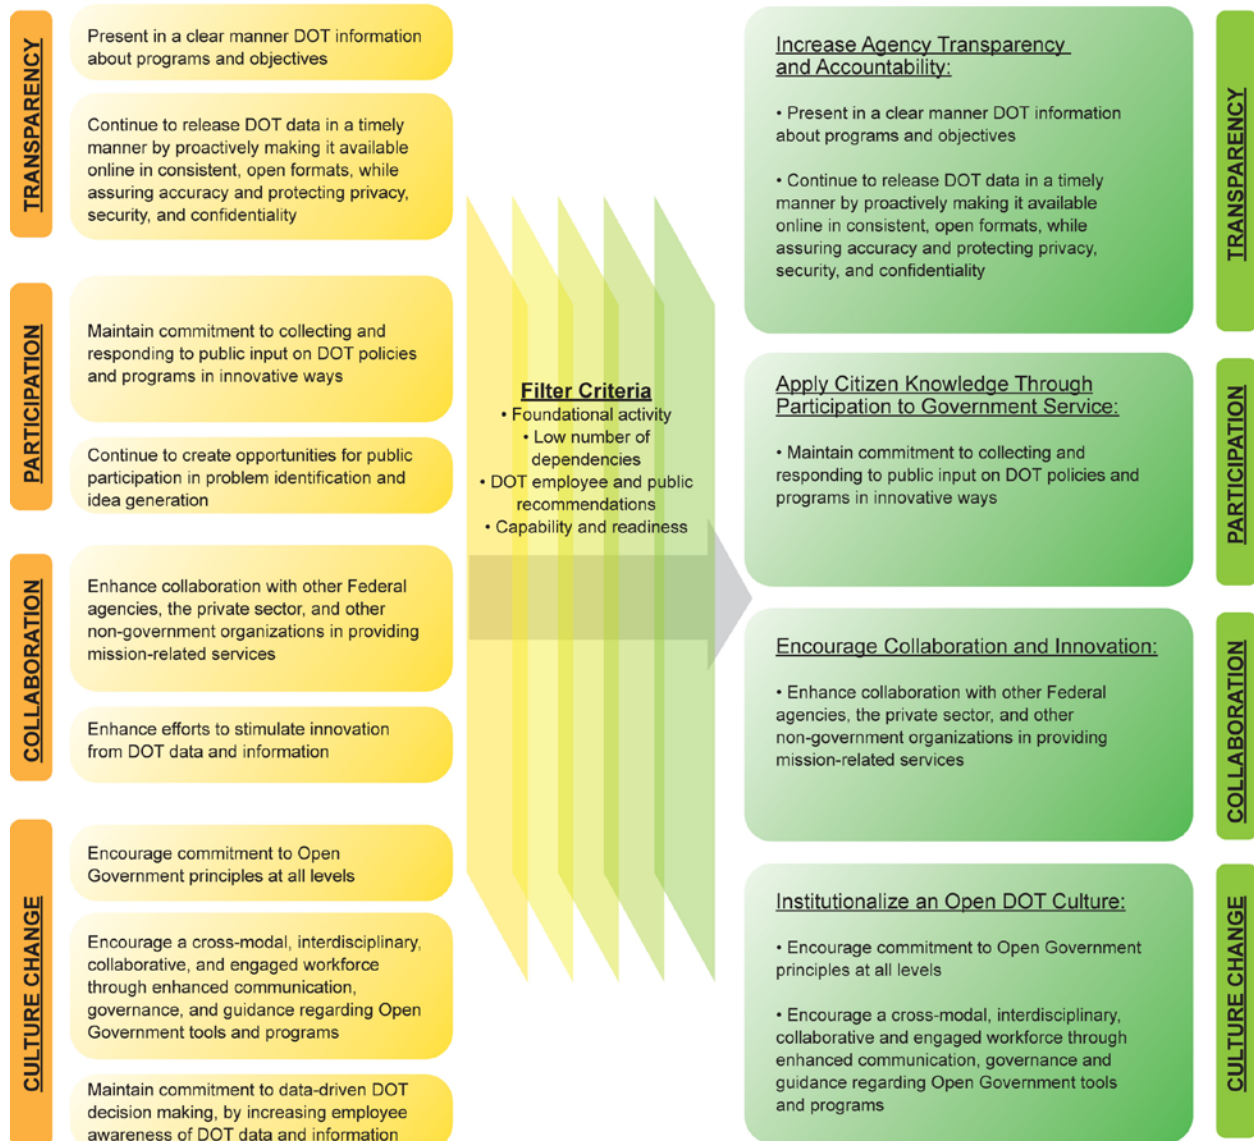 TRANSPARENCY
Present in a clear manner DOT information
about programs and objectives
Continue to release DOT data in a timely
manner by proactively making it available
online in consistent, open formats, while
assuring accuracy and protecting privacy,
security, and confidentiality
PARTICIPATION
Maintain commitment to collecting and
responding to public input on DOT policies
and programs in innovative ways
Continue to create opportunities for public
participation in problem identification and
idea generation
COLLABORATION
Enhance collaboration with other Federal
agencies, the private sector, and other
non-government organizations in providing
mission-related services
Enhance efforts to stimulate innovation
from DOT data and information
CULTURE CHANGE
Encourage commitment to Open
Government principles at all levels
Encourage a cross-modal, interdisciplinary,
collaborative, and engaged workforce
through enhanced communication,
governance, and guidance regarding Open
Government tools and programs
Maintain commitment to data-driven DOT
decision making, by increasing employee
awareness of DOT data and information
Filter Criteria
• Foundational activity
• Low number of
dependencies
• DOT employee and public
recommendations
• Capability and readiness
Increase Agency Transparency
and Accountability:
• Present in a clear manner DOT information
about programs and objectives
• Continue to release DOT data in a timely
manner by proactively making it available
online in consistent, open formats, while
assuring accuracy and protecting privacy,
security, and confidentiality
TRANSPARENCY
Apply Citizen Knowledge Through
Participation to Government Service:
• Maintain commitment to collecting and
responding to public input on DOT policies and
programs in innovative ways
PARTICIPATION
Encourage Collaboration and Innovation:
• Enhance collaboration with other Federal
agencies, the private sector, and other
non-government organizations in providing
mission-related services
COLLABORATION
Institutionalize an Open DOT Culture:
• Encourage commitment to Open Government
principles at all levels
• Encourage a cross-modal, interdisciplinary,
collaborative and engaged workforce through
enhanced communication, governance and
guidance regarding Open Government tools
and programs
CULTURE CHANGE